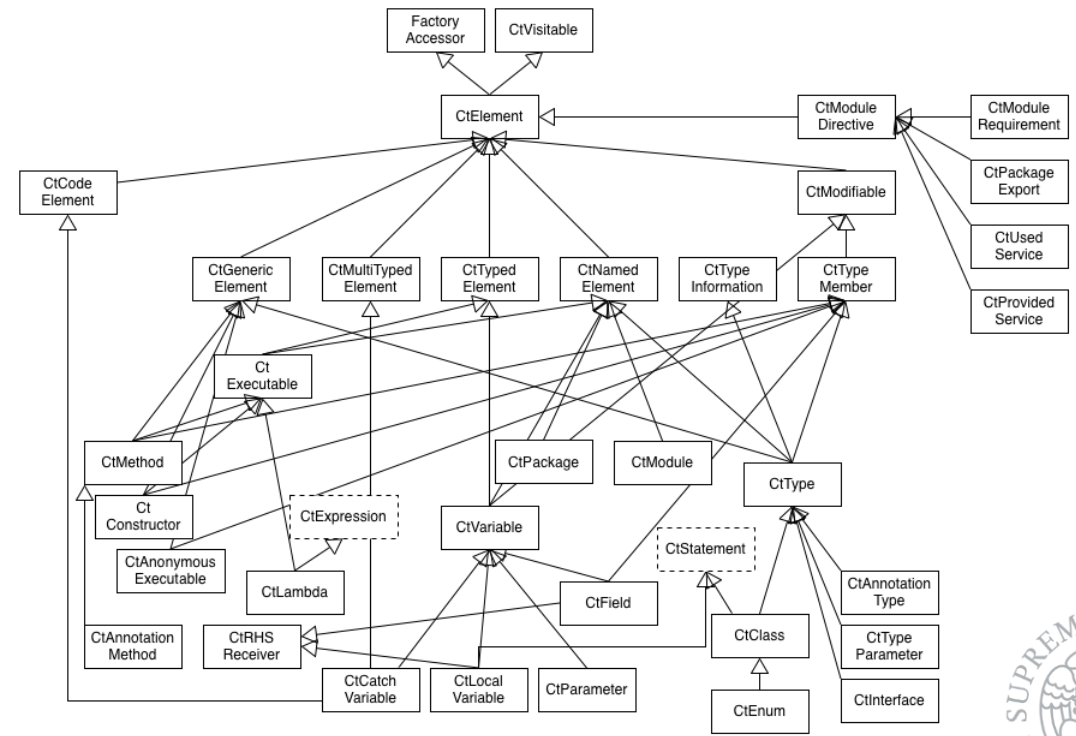 Factory
Accessor
CtVisitable
CtElement
CtModule
Directive
CtModule
Requirement
CtCode
Element
CtModifiable
CtPackage
Export
CtUsed
Service
CtGeneric
Element
CtMultiTyped
Element
CtTyped
Element
CtNamed
Element
CtType
Information
CtType
Member
CtProvided
Service
Ct
Executable
CtMethod
CtPackage
CtModule
CtType
Ct
Constructor
CtExpression
CtVariable
CtStatement
CtAnonymous
Executable
CtLambda
CtField
CtAnnotation
Type
CtAnnotation
Method
CtRHS
Receiver
CtClass
CtType
Parameter
CtCatch
Variable
CtLocal
Variable
CtParameter
CtInterface
CtEnum
SUPREM